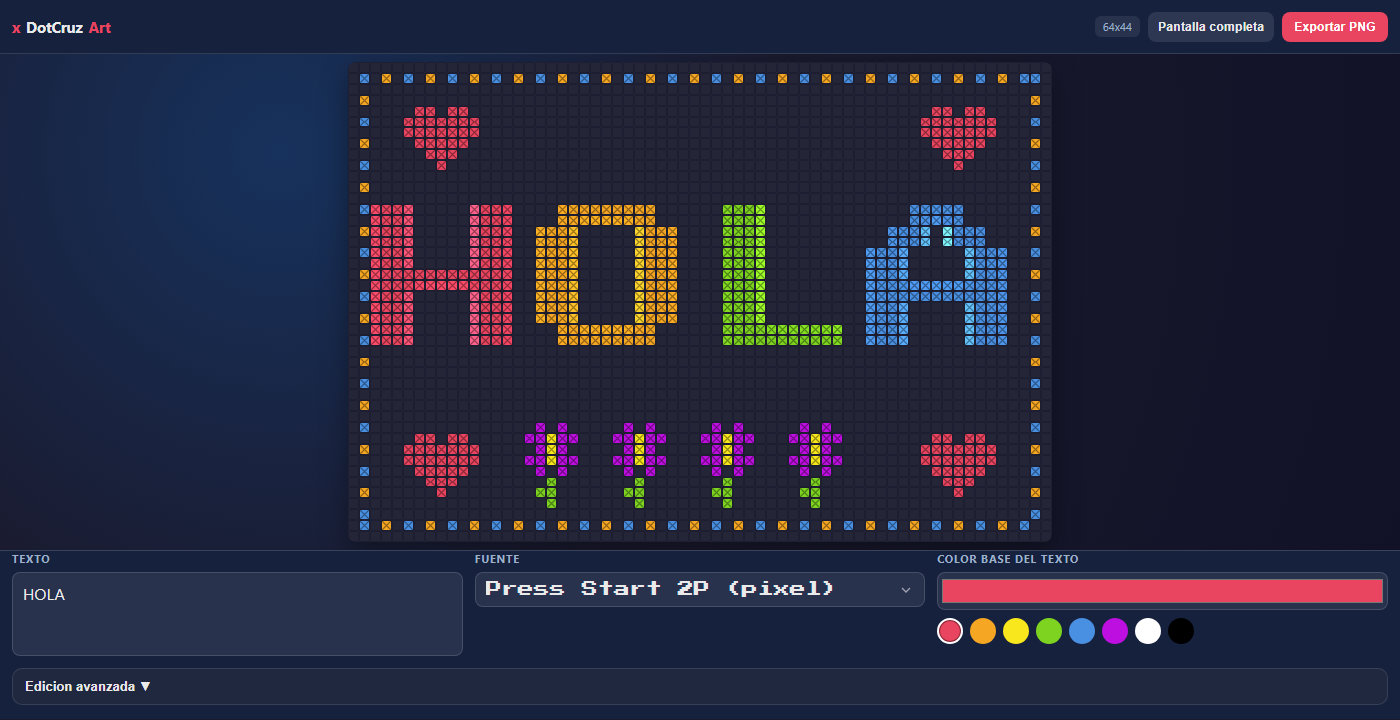 x DotCruz Art
64x44
Pantalla completa
Exportar PNG
HOLA
TEXTO
HOLA
FUENTE
Press Start 2P (pixel)
COLOR BASE DEL TEXTO
Edicion avanzada ▼